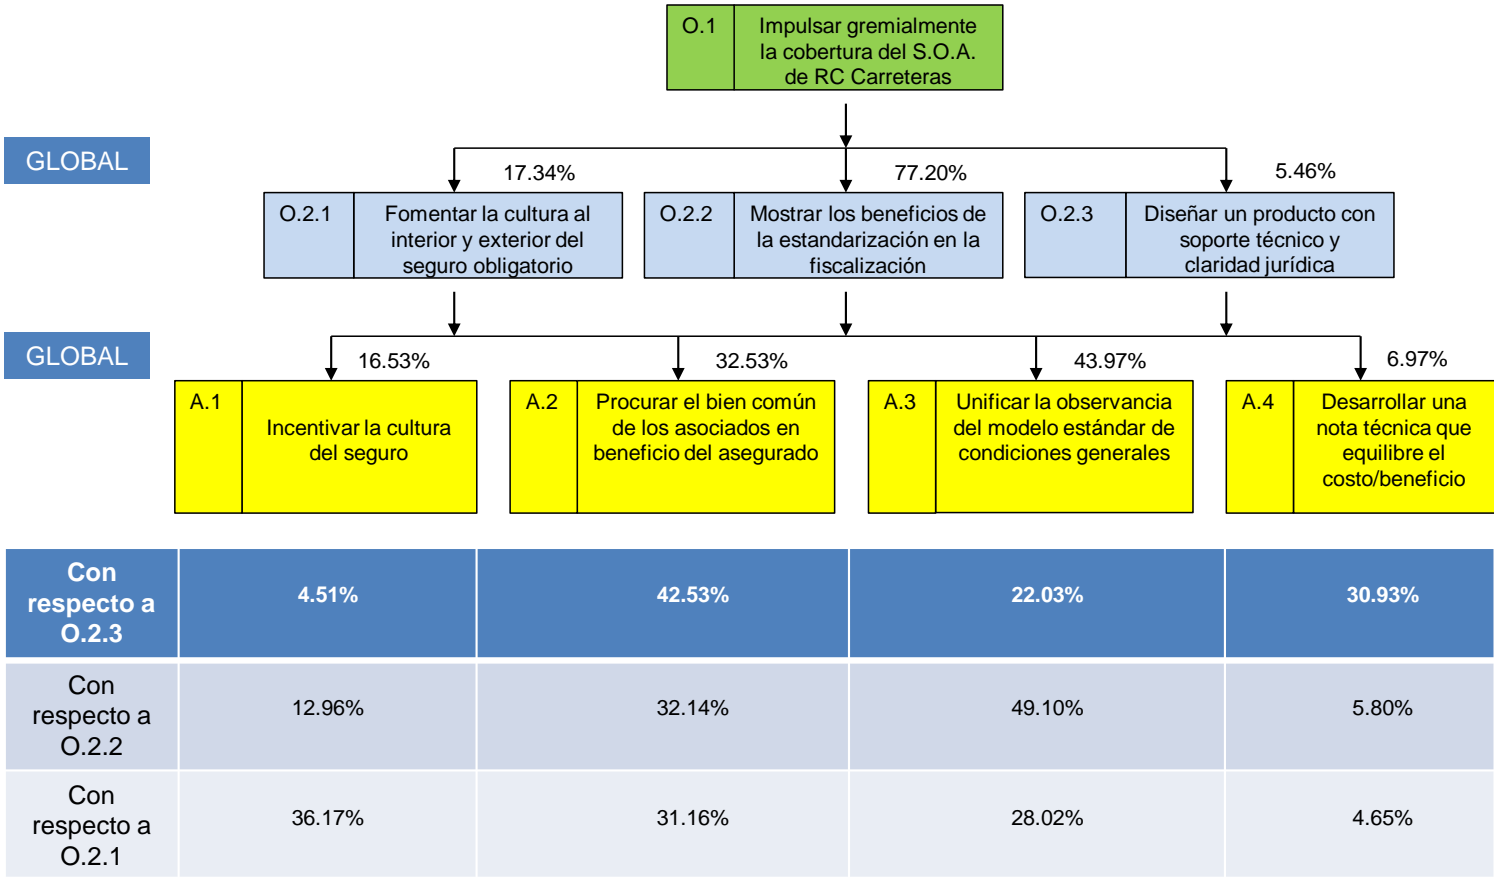 O.1
Impulsar gremialmente
la cobertura del S.O.A.
de RC Carreteras
GLOBAL
17.34%
77.20%
5.46%
O.2.1
Fomentar la cultura al
interior y exterior del
seguro obligatorio
O.2.2
Mostrar los beneficios de
la estandarización en la
fiscalización
O.2.3
Diseñar un producto con
soporte técnico y
claridad jurídica
GLOBAL
16.53%
32.53%
43.97%
6.97%
A.1
Incentivar la cultura
del seguro
A.2
Procurar el bien común
de los asociados en
beneficio del asegurado
A.3
Unificar la observancia
del modelo estándar de
condiciones generales
A.4
Desarrollar una
nota técnica que
equilibre el
costo/beneficio
Con
respecto a
O.2.3
4.51%
42.53%
22.03%
30.93%
Con
respecto a
O.2.2
12.96%
32.14%
49.10%
5.80%
Con
respecto a
O.2.1
36.17%
31.16%
28.02%
4.65%